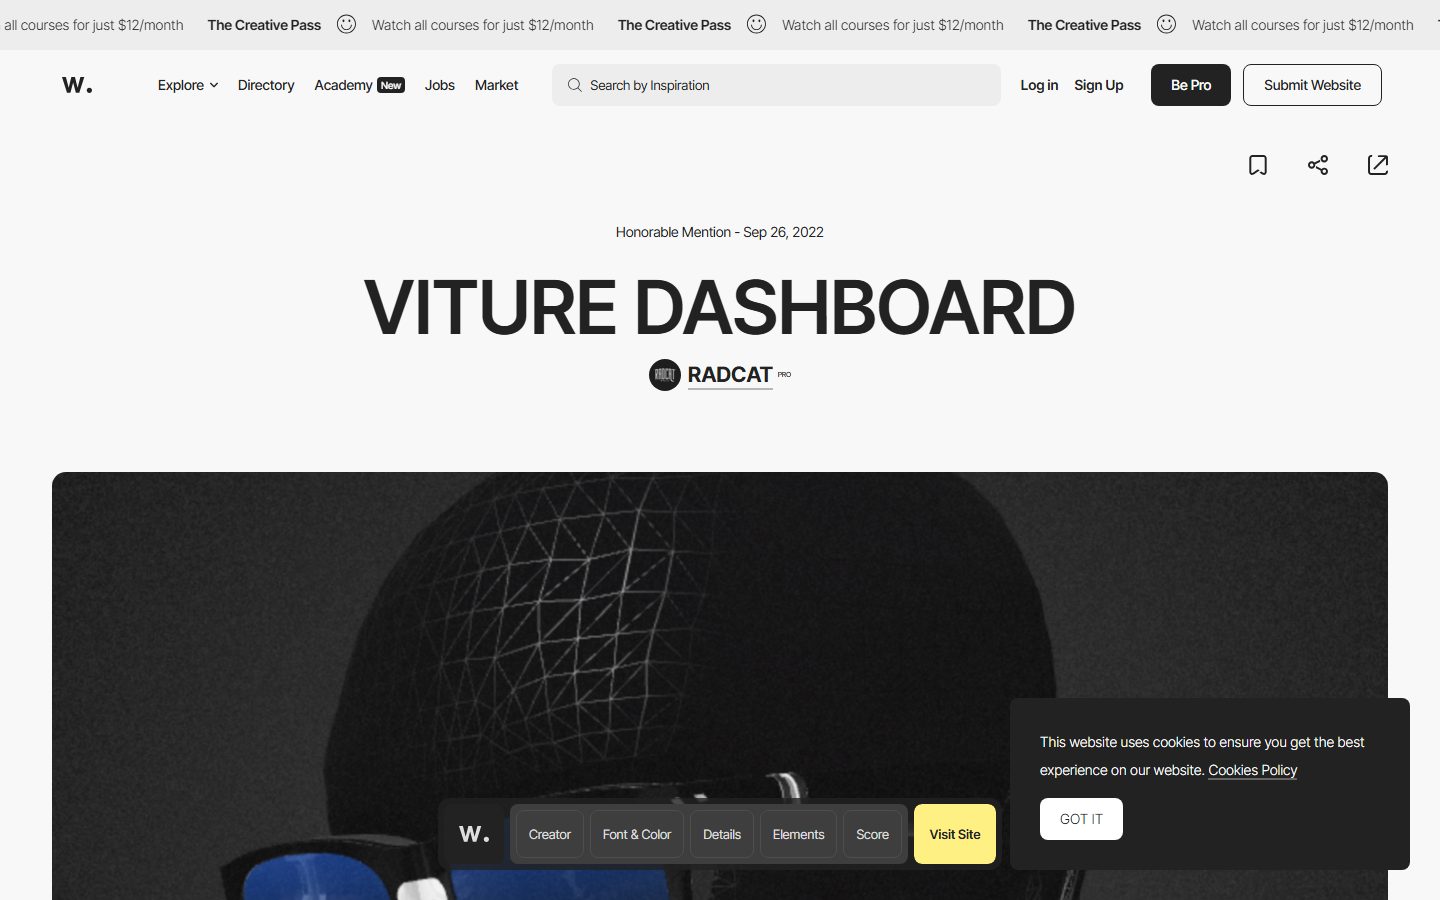 all courses for just $12/month The Creative Pass Watch all courses for just $12/month The Creative Pass Watch all courses for just $12/month The Creative Pass Watch all courses for just $12/month
W. Explore Directory Academy New Jobs Market Search by Inspiration Log in Sign Up Be Pro Submit Website
Honorable Mention - Sep 26, 2022
VITURE DASHBOARD
RADCAT RADCAT PRO
This website uses cookies to ensure you get the best
experience on our website. Cookies Policy
GOT IT
W. Creator Font & Color Details Elements Score Visit Site